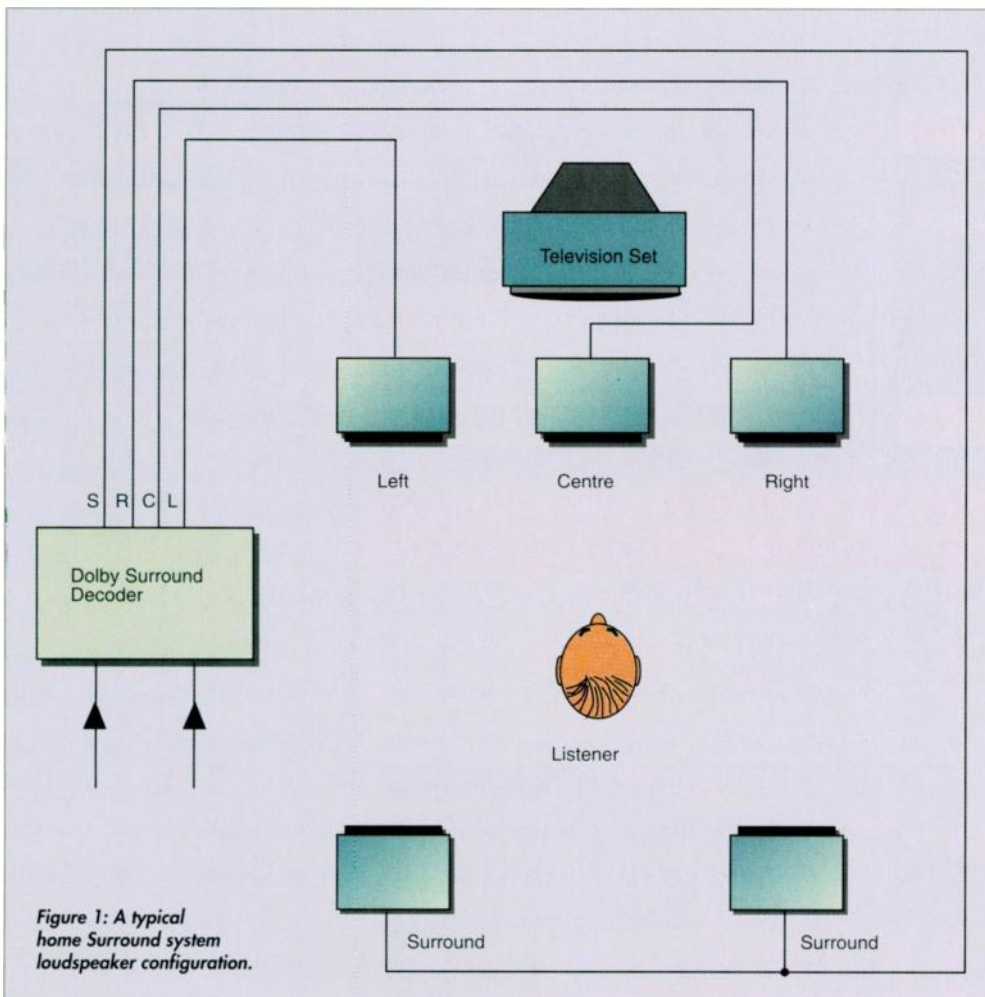 Television Set
Left
Centre
Right
S R C L
Dolby Surround
Decoder
Listener
Figure 1: A typical
home Surround system
loudspeaker configuration.
Surround
Surround